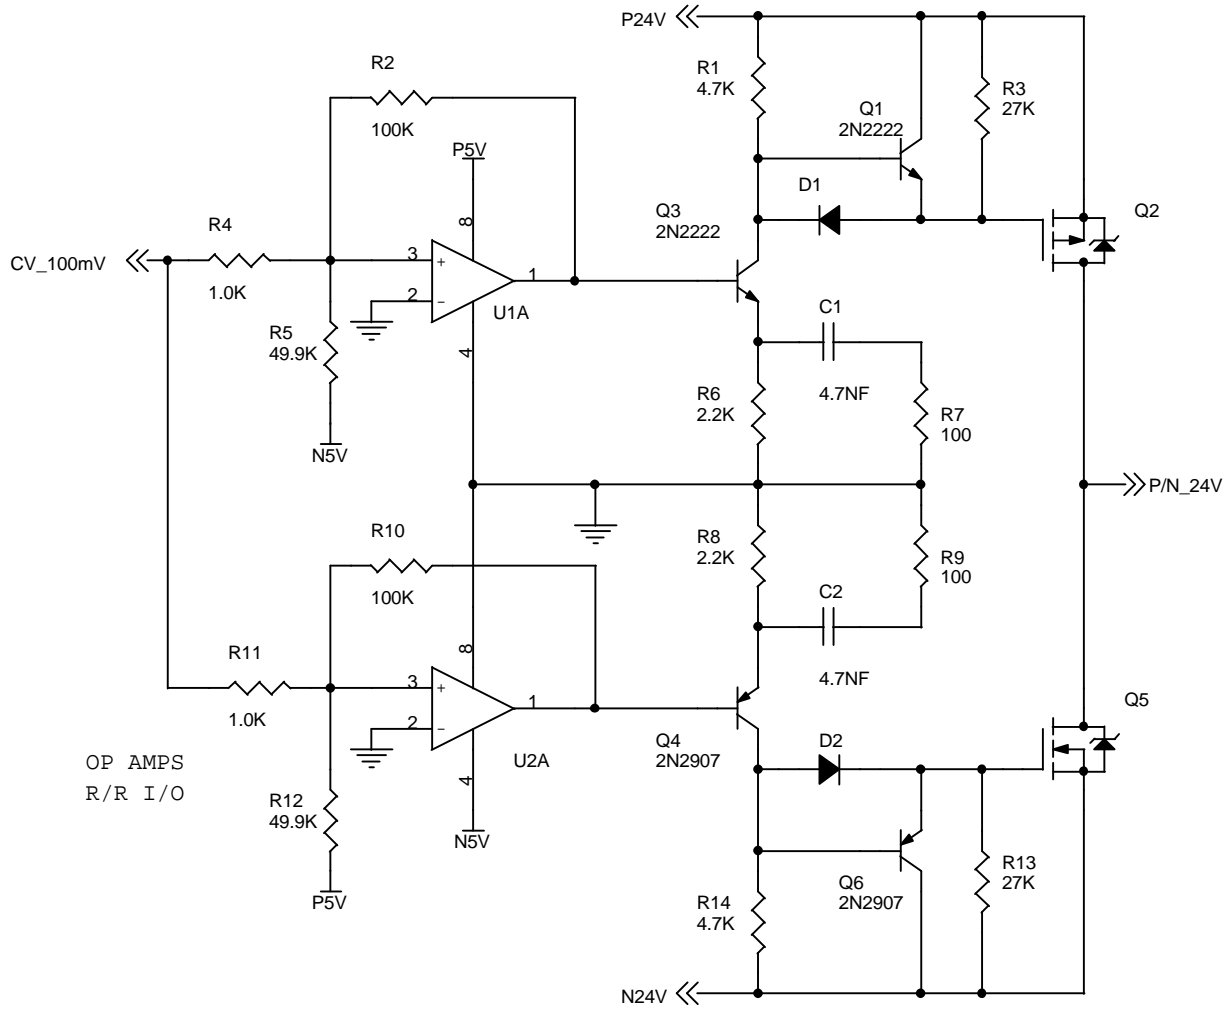 P24V
R1
4.7K
Q1
2N2222
R3
27K
R2
100K
P5V
8
D1
Q3
2N2222
Q2
R4
1.0K
CV_100mV
3
+
2
−
1
U1A
4
R5
49.9K
N5V
C1
4.7NF
R6
2.2K
R7
100
P/N_24V
R8
2.2K
R9
100
C2
4.7NF
R10
100K
8
R11
1.0K
3
+
2
−
1
U2A
4
N5V
Q4
2N2907
D2
Q5
OP AMPS
R/R I/O
R12
49.9K
P5V
Q6
2N2907
R13
27K
R14
4.7K
N24V